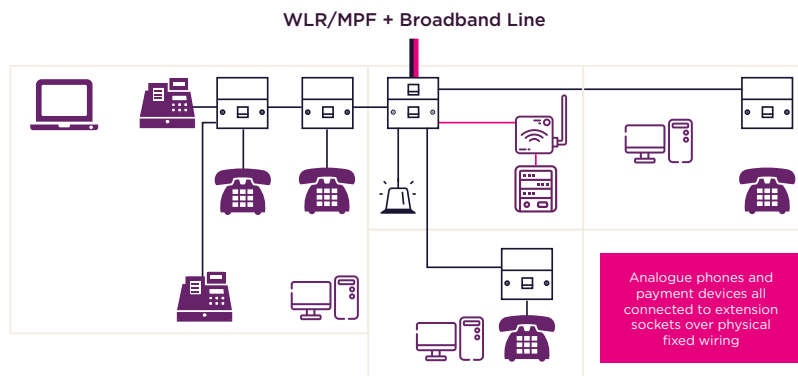 WLR/MPF + Broadband Line
Analogue phones and
payment devices all
connected to extension
sockets over physical
fixed wiring